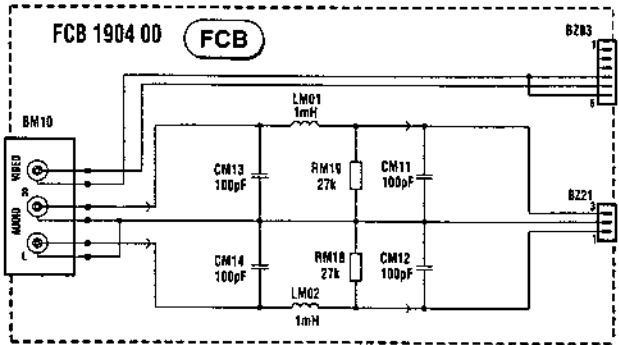 FCB 1904 00
FCB
BZ03
1
6
BM10
VIDEO
AUDIO
R
L
LM01
1mH
CM13
100pF
RM19
27k
CM11
100pF
BZ21
3
1
CM14
100pF
RM18
27k
CM12
100pF
LM02
1mH